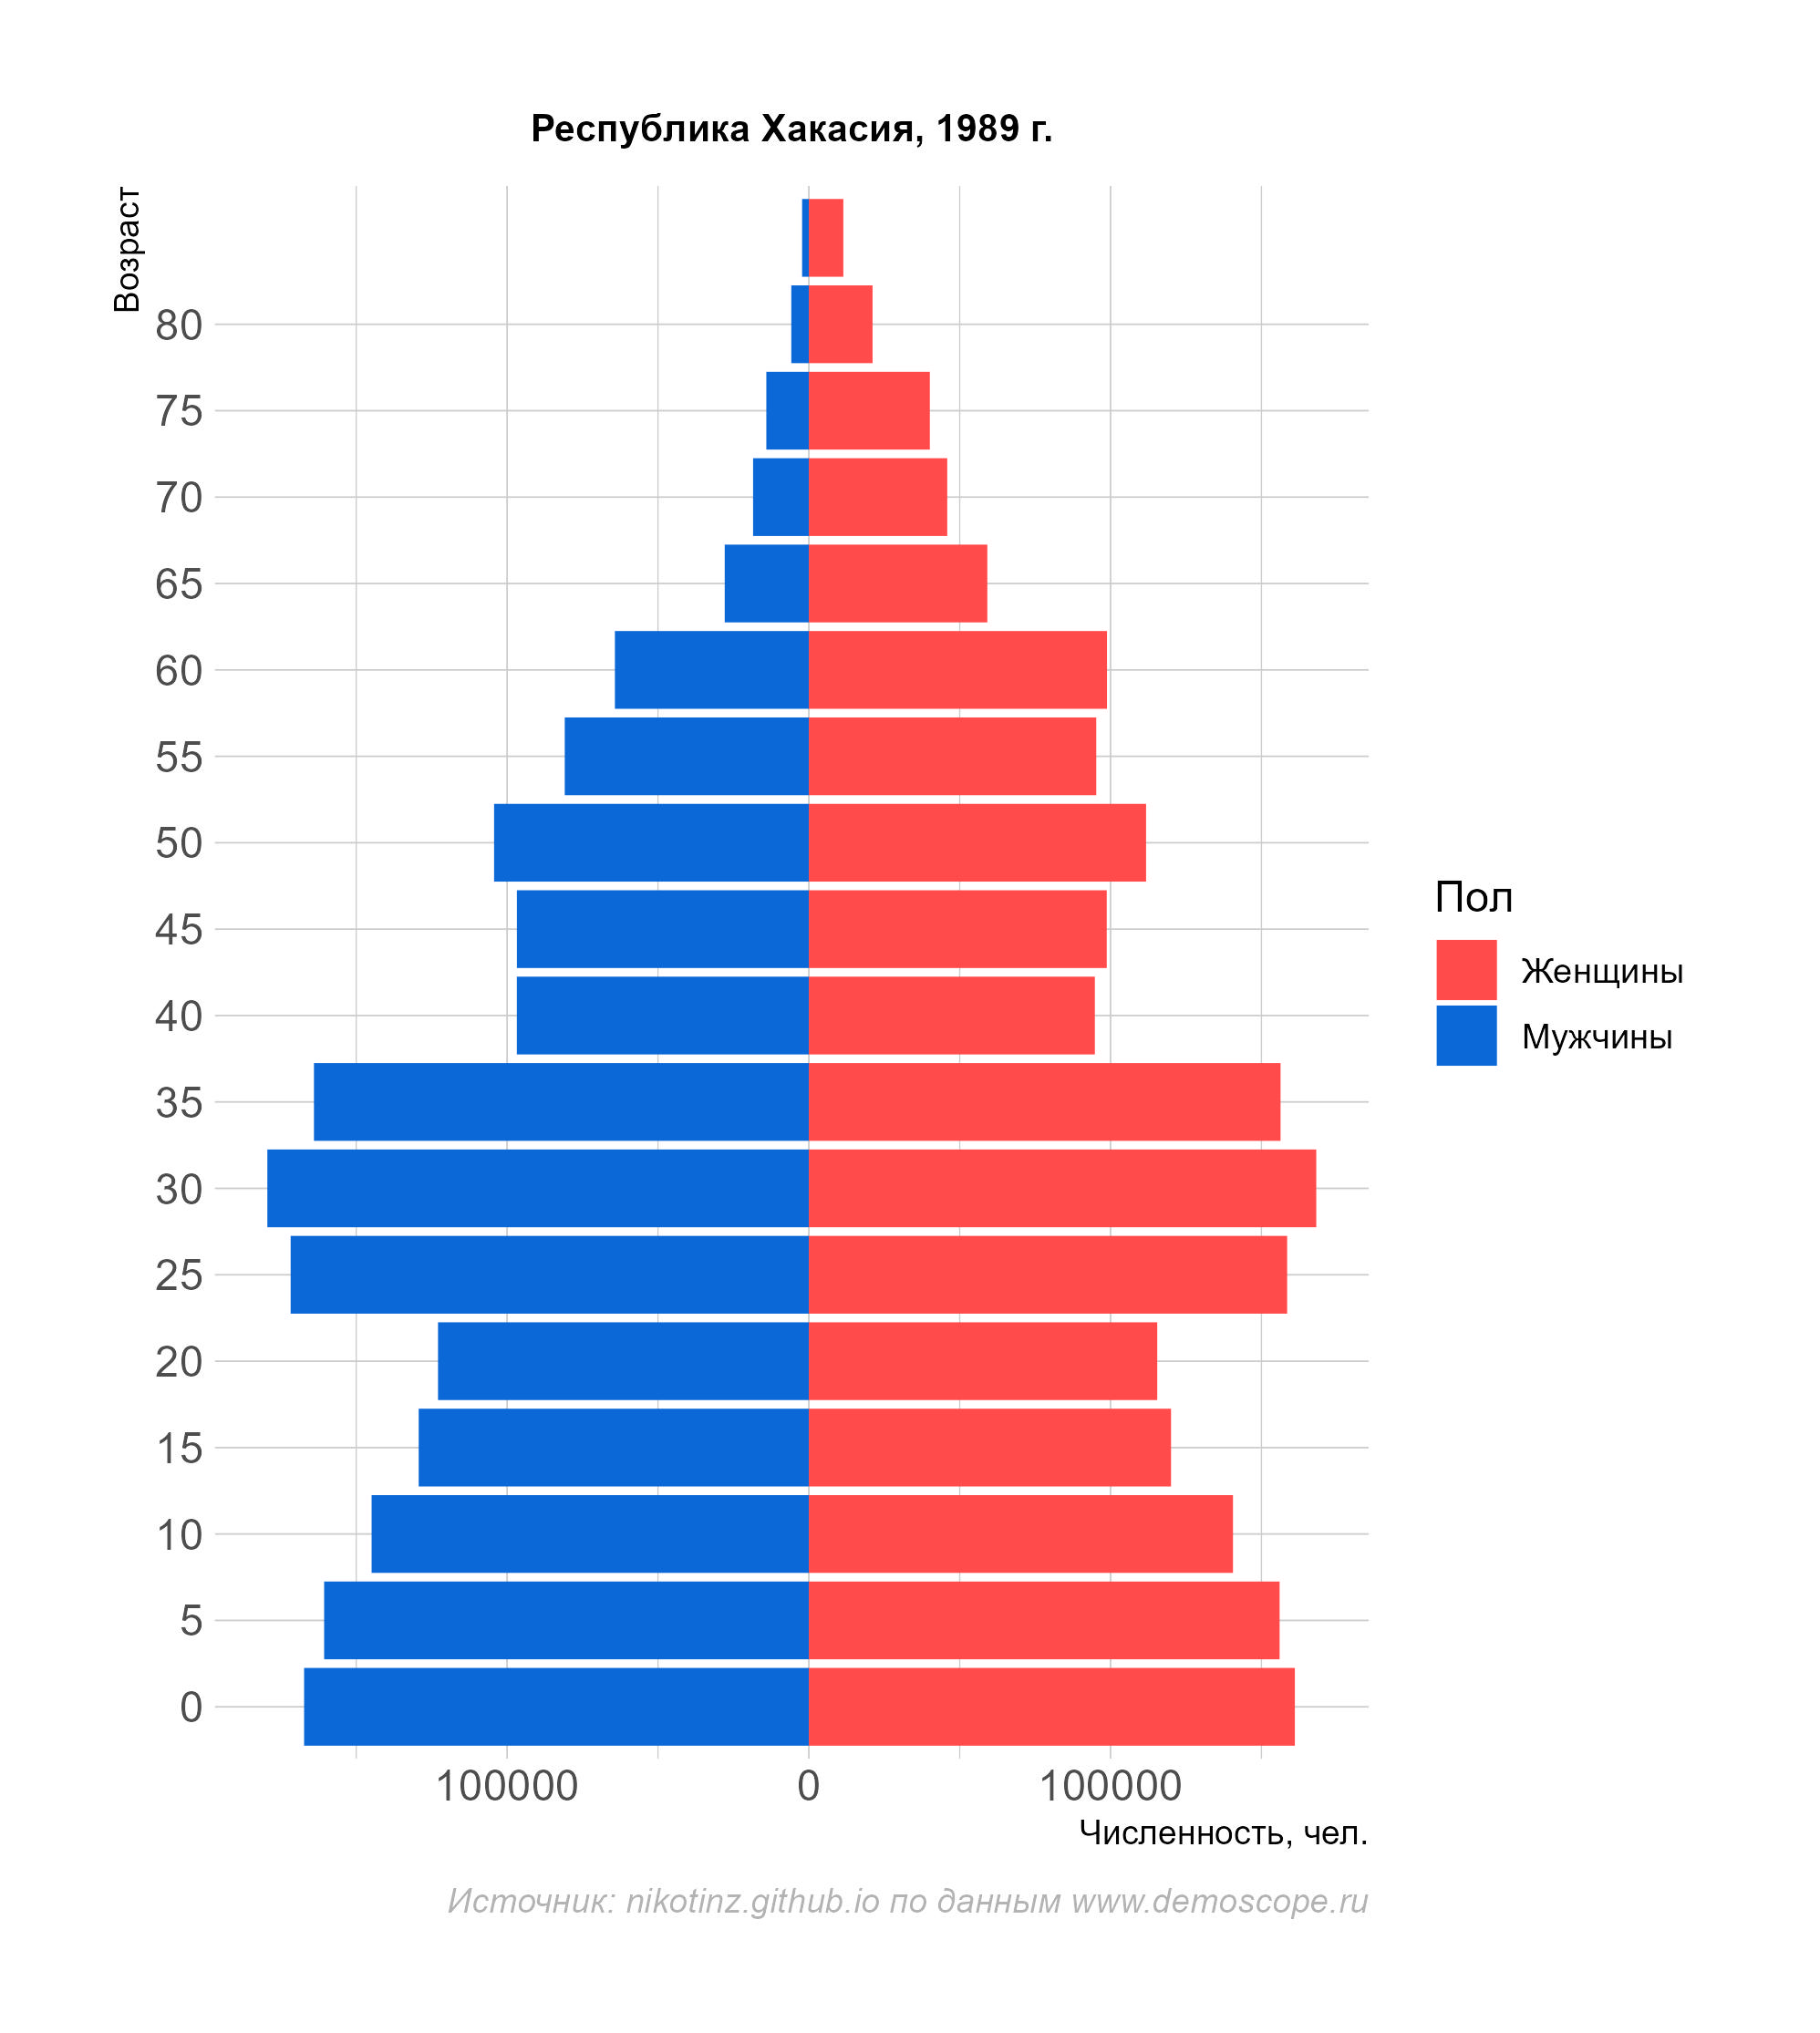 Республика Хакасия, 1989 г.
Возраст
80
75
70
65
60
55
50
45
40
35
30
25
20
15
10
5
0
100000 0 100000
Численность, чел.
Пол
Женщины
Мужчины
Источник: nikotinz.github.io по данным www.demoscope.ru